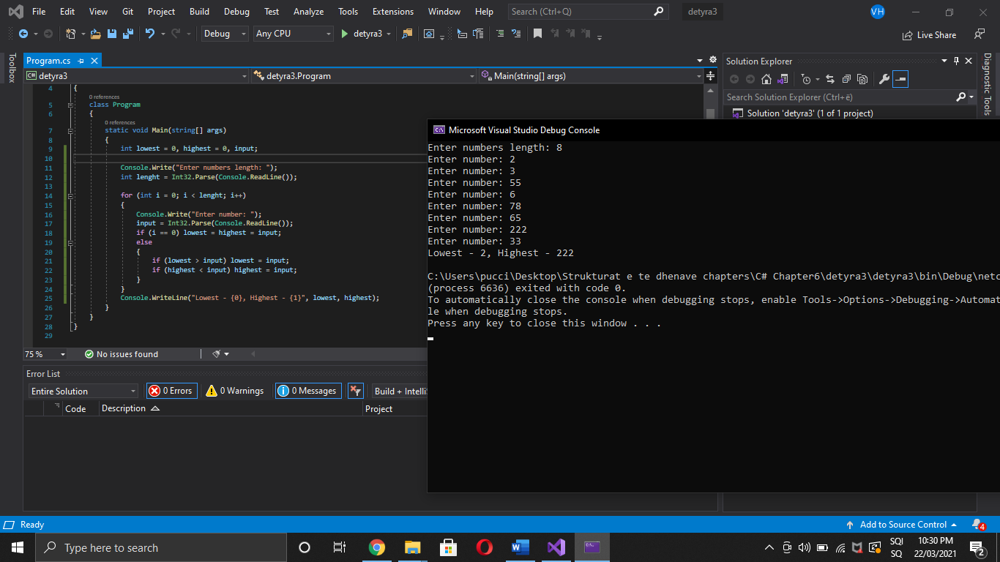 File Edit View Git Project Build Debug Test Analyze Tools Extensions Window Help Search (Ctrl+Q) detyra3 VH
Debug Any CPU detyra3 Live Share
Toolbox
Program.cs
detyra3 detyra3.Program Main(string[] args)
4 {
0 references
5 class Program
6 {
0 references
7 static void Main(string[] args)
8 {
9 int lowest = 0, highest = 0, input;
10
11 Console.Write("Enter numbers length: ");
12 int lenght = Int32.Parse(Console.ReadLine());
13
14 for (int i = 0; i < lenght; i++)
15 {
16 Console.Write("Enter number: ");
17 input = Int32.Parse(Console.ReadLine());
18 if (i == 0) lowest = highest = input;
19 else
20 {
21 if (lowest > input) lowest = input;
22 if (highest < input) highest = input;
23 }
24 }
25 Console.WriteLine("Lowest - {0}, Highest - {1}", lowest, highest);
26 }
27 }
28 }
29
75 % No issues found
Solution Explorer
Search Solution Explorer (Ctrl+ë)
Solution 'detyra3' (1 of 1 project)
Diagnostic Tools
Microsoft Visual Studio Debug Console
Enter numbers length: 8
Enter number: 2
Enter number: 3
Enter number: 55
Enter number: 6
Enter number: 78
Enter number: 65
Enter number: 222
Enter number: 33
Lowest - 2, Highest - 222
C:\Users\pucci\Desktop\Strukturat e te dhenave chapters\C# Chapter6\detyra3\detyra3\bin\Debug\netc
(process 6636) exited with code 0.
To automatically close the console when debugging stops, enable Tools->Options->Debugging->Automat
le when debugging stops.
Press any key to close this window . . .
Error List
Entire Solution 0 Errors 0 Warnings 0 Messages Build + Intelli
Code Description Project
Ready Add to Source Control 4
Type here to search SQI 10:30 PM
SQ 22/03/2021 2